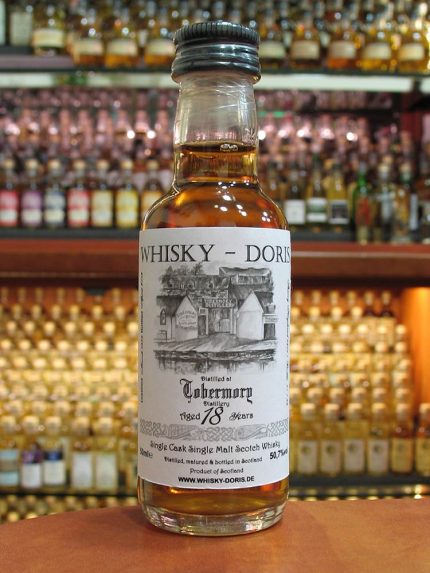 WHISKY - DORIS
Distilled at
Tobermory
Distillery
Aged 18 Years
Single Cask Single Malt Scotch Whisky
Distilled, matured & bottled in Scotland
50,7%
Product of Scotland
WWW.WHISKY-DORIS.DE